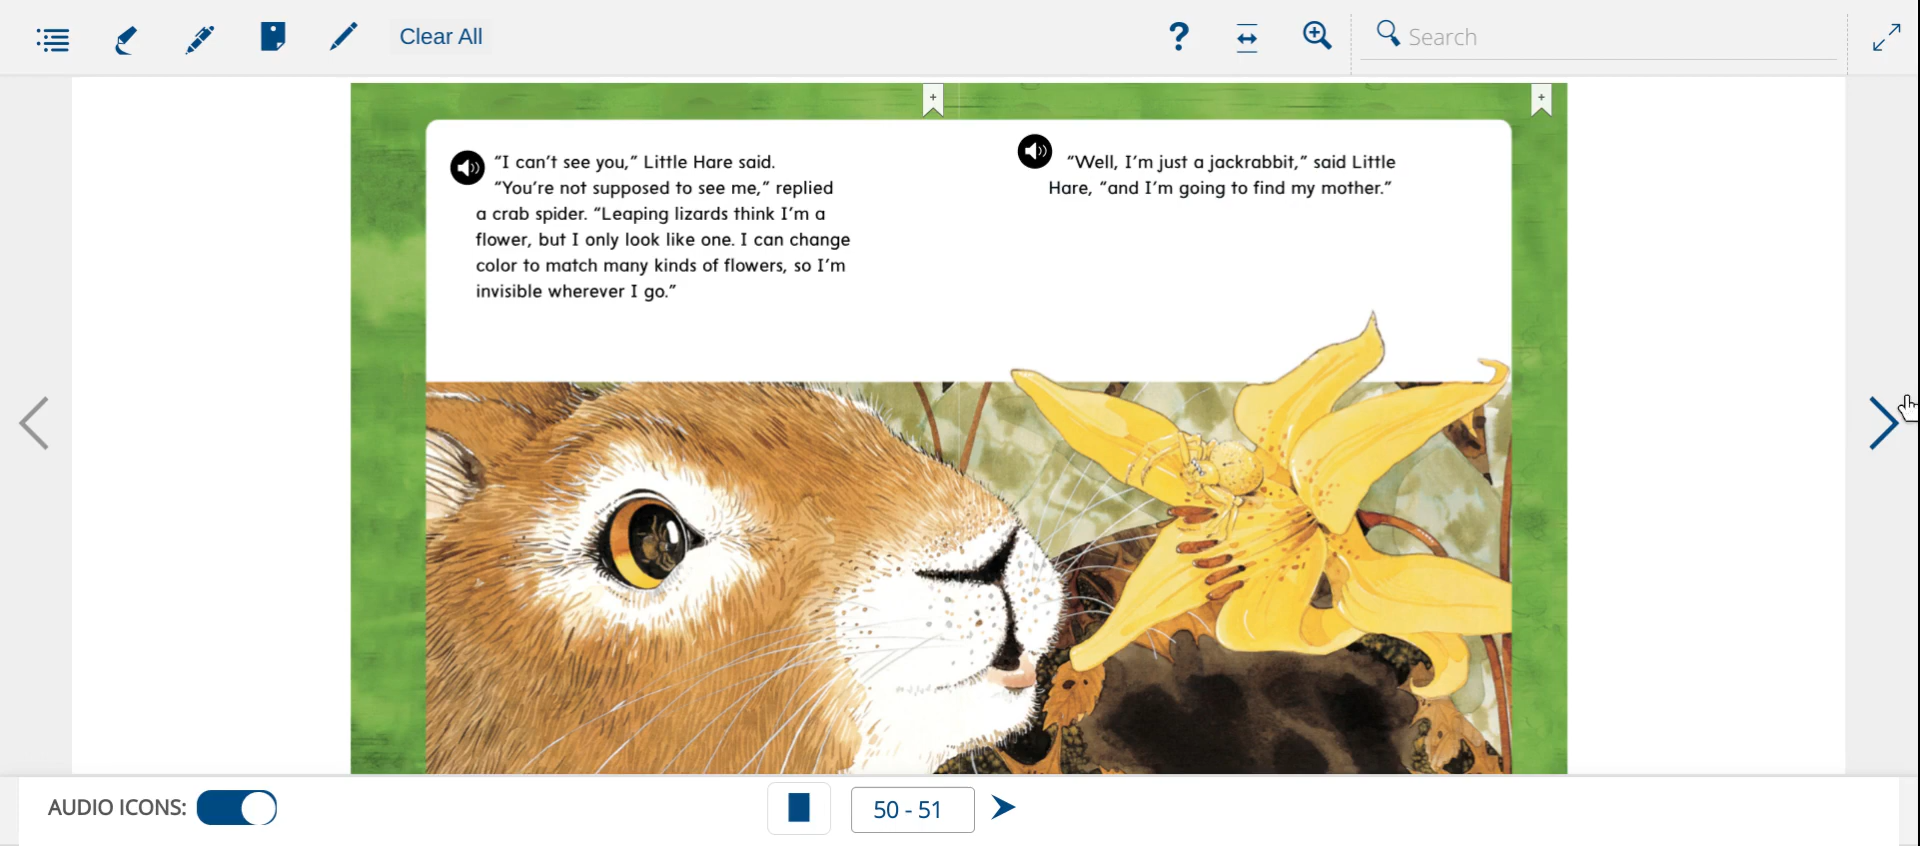 Clear All
?
Search
“I can’t see you,” Little Hare said.
“You’re not supposed to see me,” replied
a crab spider. “Leaping lizards think I’m a
flower, but I only look like one. I can change
color to match many kinds of flowers, so I’m
invisible wherever I go.”
“Well, I’m just a jackrabbit,” said Little
Hare, “and I’m going to find my mother.”
AUDIO ICONS:
50 - 51